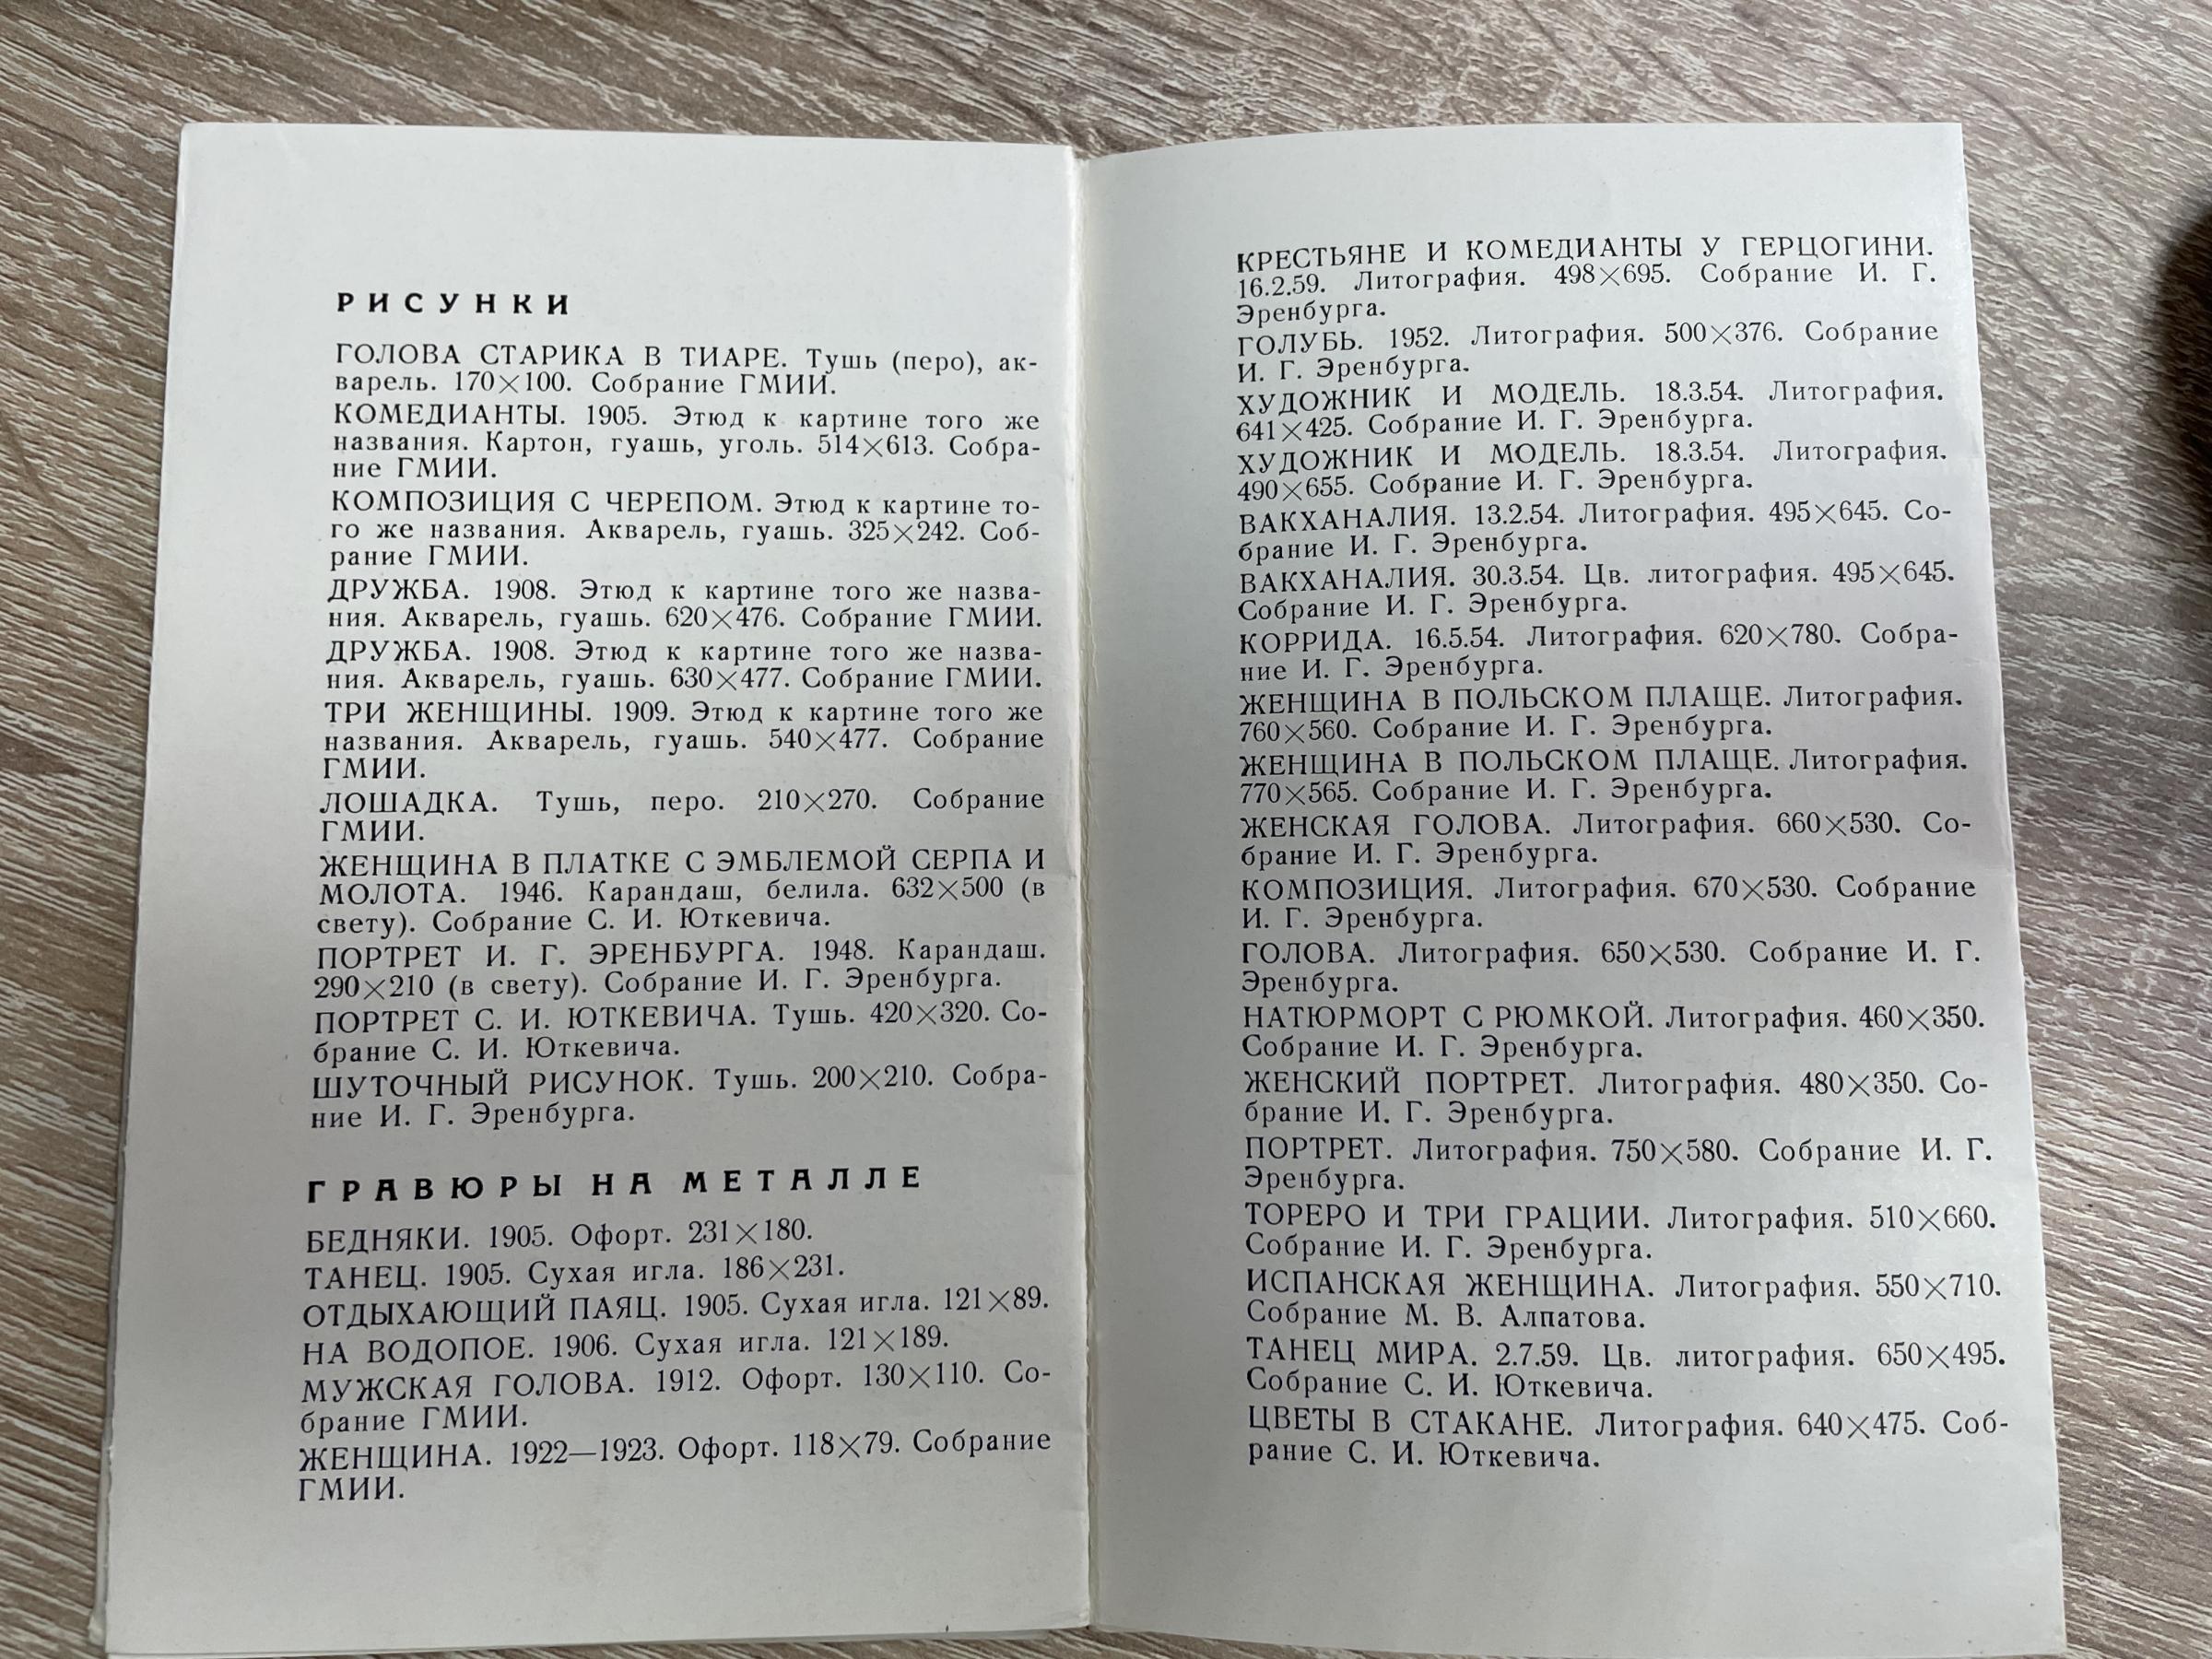 РИСУНКИ
ГОЛОВА СТАРИКА В ТИАРЕ. Тушь (перо), ак-
варель. 170×100. Собрание ГМИИ.
КОМЕДИАНТЫ. 1905. Этюд к картине того же
названия. Картон, гуашь, уголь. 514×613. Собра-
ние ГМИИ.
КОМПОЗИЦИЯ С ЧЕРЕПОМ. Этюд к картине то-
го же названия. Акварель, гуашь. 325×242. Соб-
рание ГМИИ.
ДРУЖБА. 1908. Этюд к картине того же назва-
ния. Акварель, гуашь. 620×476. Собрание ГМИИ.
ДРУЖБА. 1908. Этюд к картине того же назва-
ния. Акварель, гуашь. 630×477. Собрание ГМИИ.
ТРИ ЖЕНЩИНЫ. 1909. Этюд к картине того же
названия. Акварель, гуашь. 540×477. Собрание
ГМИИ.
ЛОШАДКА. Тушь, перо. 210×270. Собрание
ГМИИ.
ЖЕНЩИНА В ПЛАТКЕ С ЭМБЛЕМОЙ СЕРПА И
МОЛОТА. 1946. Карандаш, белила. 632×500 (в
свету). Собрание С. И. Юткевича.
ПОРТРЕТ И. Г. ЭРЕНБУРГА. 1948. Карандаш.
290×210 (в свету). Собрание И. Г. Эренбурга.
ПОРТРЕТ С. И. ЮТКЕВИЧА. Тушь. 420×320. Со-
брание С. И. Юткевича.
ШУТОЧНЫЙ РИСУНОК. Тушь. 200×210. Собра-
ние И. Г. Эренбурга.
ГРАВЮРЫ НА МЕТАЛЛЕ
БЕДНЯКИ. 1905. Офорт. 231×180.
ТАНЕЦ. 1905. Сухая игла. 186×231.
ОТДЫХАЮЩИЙ ПАЯЦ. 1905. Сухая игла. 121×89.
НА ВОДОПОЕ. 1906. Сухая игла. 121×189.
МУЖСКАЯ ГОЛОВА. 1912. Офорт. 130×110. Со-
брание ГМИИ.
ЖЕНЩИНА. 1922—1923. Офорт. 118×79. Собрание
ГМИИ.
КРЕСТЬЯНЕ И КОМЕДИАНТЫ У ГЕРЦОГИНИ.
16.2.59. Литография. 498×695. Собрание И. Г.
Эренбурга.
ГОЛУБЬ. 1952. Литография. 500×376. Собрание
И. Г. Эренбурга.
ХУДОЖНИК И МОДЕЛЬ. 18.3.54. Литография.
641×425. Собрание И. Г. Эренбурга.
ХУДОЖНИК И МОДЕЛЬ. 18.3.54. Литография.
490×655. Собрание И. Г. Эренбурга.
ВАКХАНАЛИЯ. 13.2.54. Литография. 495×645. Со-
брание И. Г. Эренбурга.
ВАКХАНАЛИЯ. 30.3.54. Цв. литография. 495×645.
Собрание И. Г. Эренбурга.
КОРРИДА. 16.5.54. Литография. 620×780. Собра-
ние И. Г. Эренбурга.
ЖЕНЩИНА В ПОЛЬСКОМ ПЛАЩЕ. Литография.
760×560. Собрание И. Г. Эренбурга.
ЖЕНЩИНА В ПОЛЬСКОМ ПЛАЩЕ. Литография.
770×565. Собрание И. Г. Эренбурга.
ЖЕНСКАЯ ГОЛОВА. Литография. 660×530. Со-
брание И. Г. Эренбурга.
КОМПОЗИЦИЯ. Литография. 670×530. Собрание
И. Г. Эренбурга.
ГОЛОВА. Литография. 650×530. Собрание И. Г.
Эренбурга.
НАТЮРМОРТ С РЮМКОЙ. Литография. 460×350.
Собрание И. Г. Эренбурга.
ЖЕНСКИЙ ПОРТРЕТ. Литография. 480×350. Со-
брание И. Г. Эренбурга.
ПОРТРЕТ. Литография. 750×580. Собрание И. Г.
Эренбурга.
ТОРЕРО И ТРИ ГРАЦИИ. Литография. 510×660.
Собрание И. Г. Эренбурга.
ИСПАНСКАЯ ЖЕНЩИНА. Литография. 550×710.
Собрание М. В. Алпатова.
ТАНЕЦ МИРА. 2.7.59. Цв. литография. 650×495.
Собрание С. И. Юткевича.
ЦВЕТЫ В СТАКАНЕ. Литография. 640×475. Соб-
рание С. И. Юткевича.